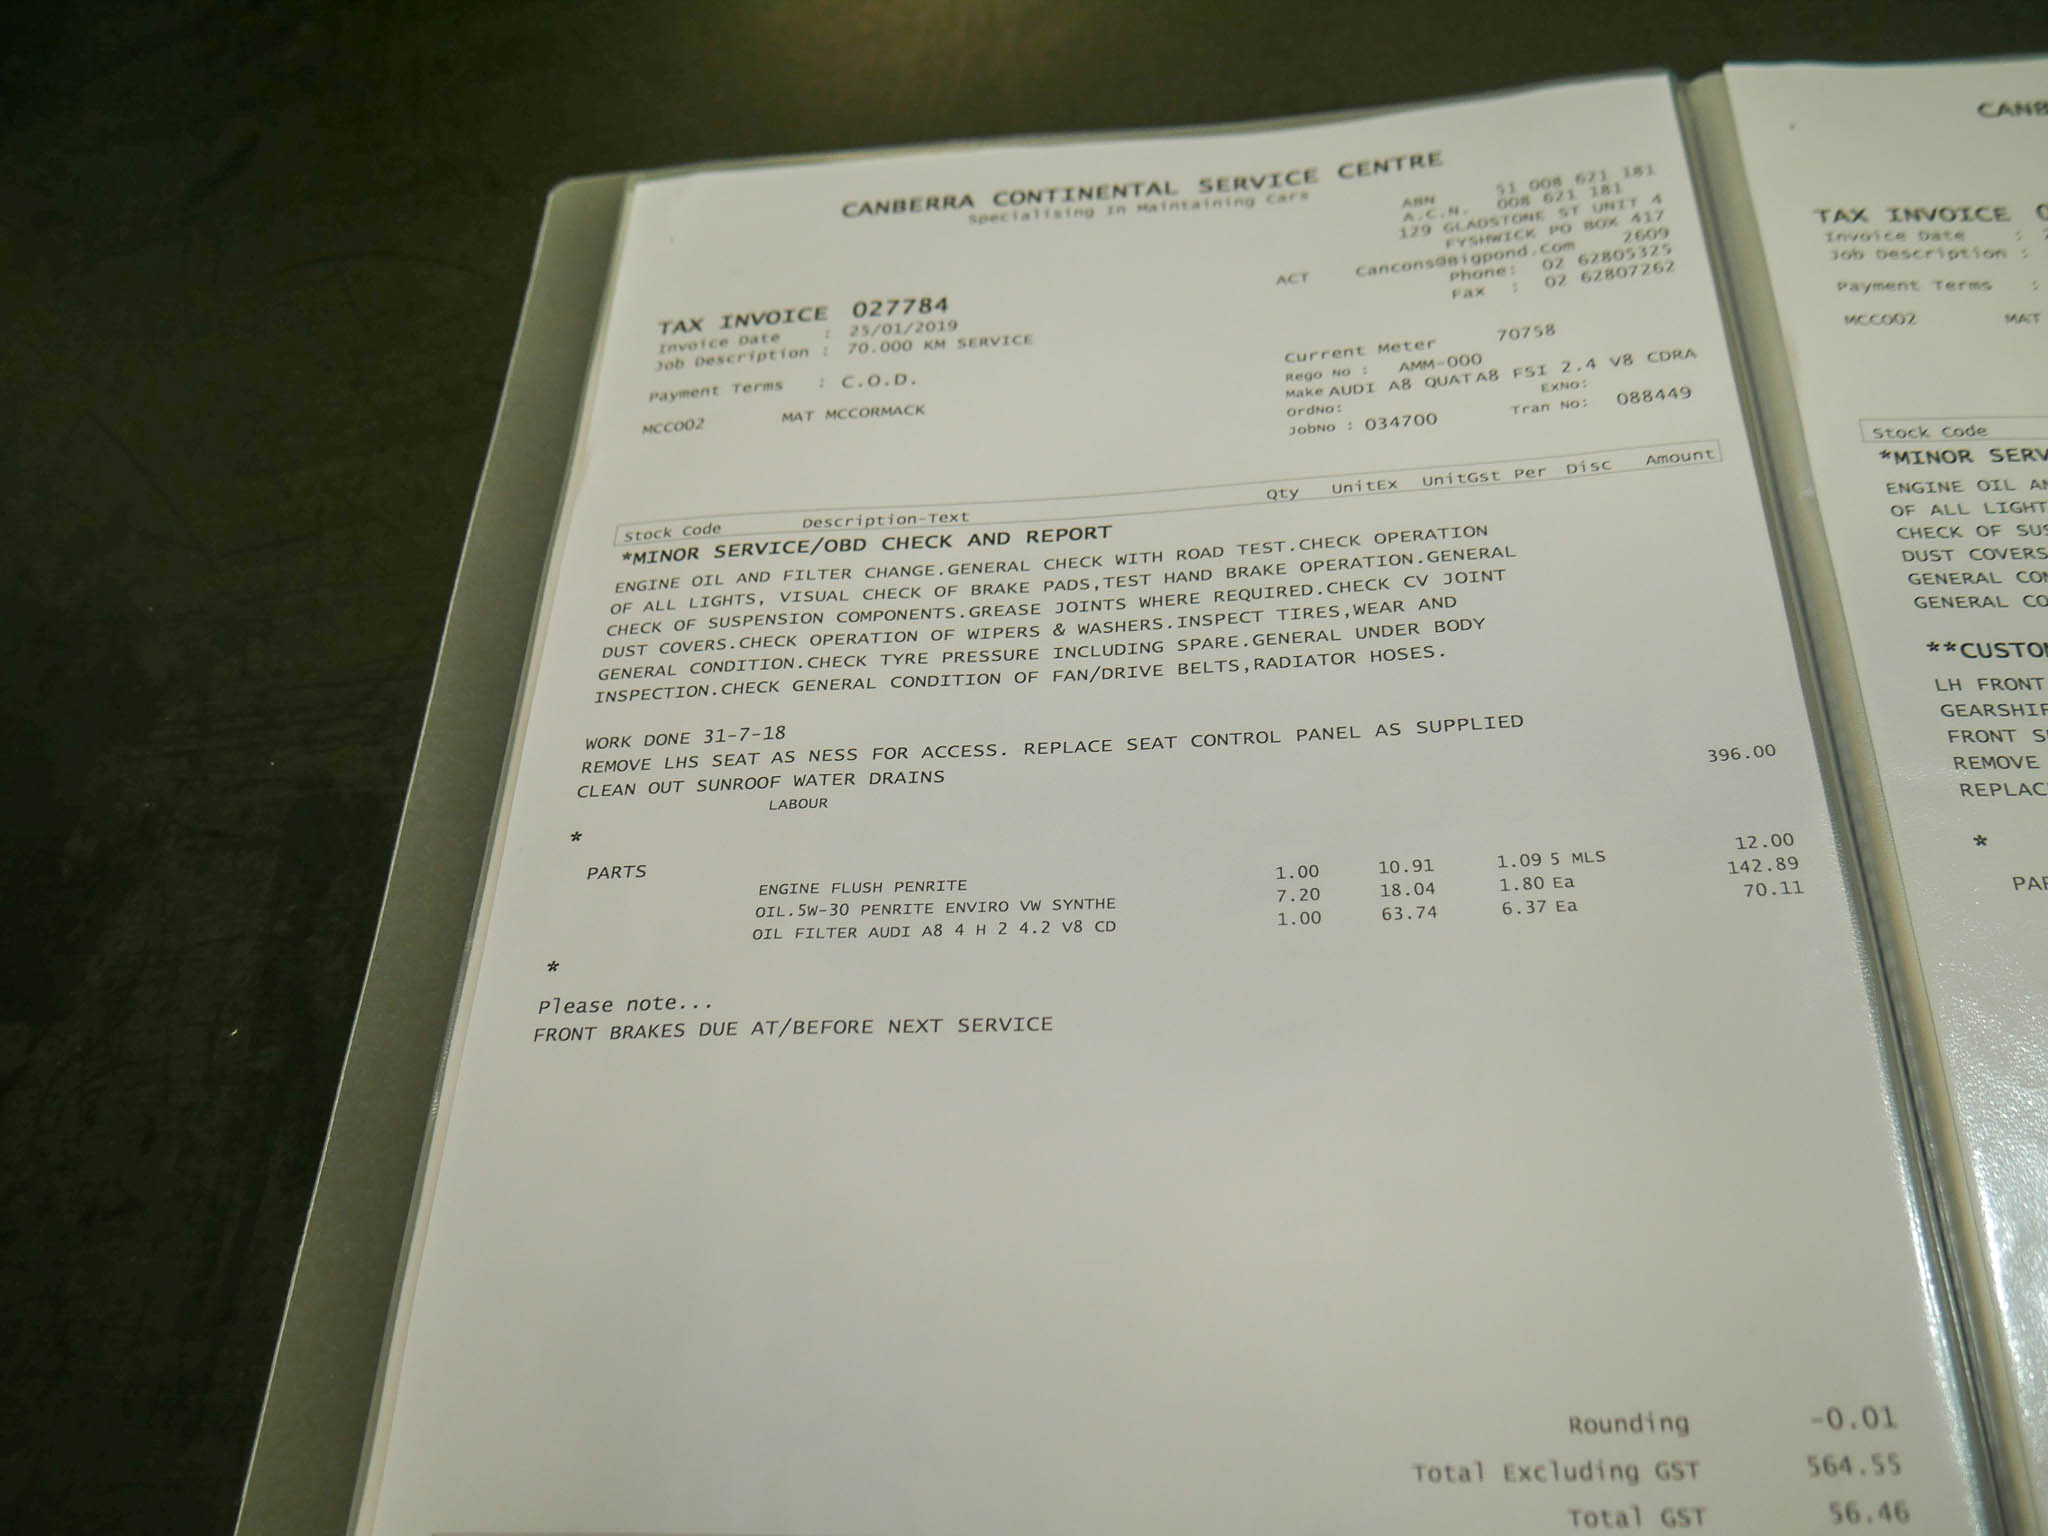 CANBERRA CONTINENTAL SERVICE CENTRE
Specialising In Maintaining Cars
ABN 51 008 621 181
A.C.N. 008 621 181
129 GLADSTONE ST UNIT 4
FYSHWICK PO BOX 417
ACT 2609
Cancons@Bigpond.Com
Phone: 02 62805325
Fax : 02 62807262
TAX INVOICE 027784
Invoice Date : 25/01/2019
Job Description : 70.000 KM SERVICE
Payment Terms : C.O.D.
MCC002 MAT MCCORMACK
Current Meter 70758
Rego No : AMM-000
Make AUDI A8 QUATA8 FSI 2.4 V8 CDRA
OrdNo: ExNo:
JobNo : 034700 Tran No: 088449
Stock Code Description-Text Qty UnitEx UnitGst Per Disc Amount
*MINOR SERVICE/OBD CHECK AND REPORT
ENGINE OIL AND FILTER CHANGE.GENERAL CHECK WITH ROAD TEST.CHECK OPERATION
OF ALL LIGHTS, VISUAL CHECK OF BRAKE PADS,TEST HAND BRAKE OPERATION.GENERAL
CHECK OF SUSPENSION COMPONENTS.GREASE JOINTS WHERE REQUIRED.CHECK CV JOINT
DUST COVERS.CHECK OPERATION OF WIPERS & WASHERS.INSPECT TIRES,WEAR AND
GENERAL CONDITION.CHECK TYRE PRESSURE INCLUDING SPARE.GENERAL UNDER BODY
INSPECTION.CHECK GENERAL CONDITION OF FAN/DRIVE BELTS,RADIATOR HOSES.
WORK DONE 31-7-18
REMOVE LHS SEAT AS NESS FOR ACCESS. REPLACE SEAT CONTROL PANEL AS SUPPLIED
CLEAN OUT SUNROOF WATER DRAINS
LABOUR 396.00
*
PARTS
ENGINE FLUSH PENRITE 1.00 10.91 1.09 5 MLS 12.00
OIL.5W-30 PENRITE ENVIRO VW SYNTHE 7.20 18.04 1.80 Ea 142.89
OIL FILTER AUDI A8 4 H 2 4.2 V8 CD 1.00 63.74 6.37 Ea 70.11
*
Please note...
FRONT BRAKES DUE AT/BEFORE NEXT SERVICE
Rounding -0.01
Total Excluding GST 564.55
Total GST 56.46
TAX INVOICE
Invoice Date :
Job Description :
Payment Terms :
MCC002 MAT
Stock Code
*MINOR SERV
ENGINE OIL AN
OF ALL LIGHT
CHECK OF SUS
DUST COVERS
GENERAL CON
GENERAL CO
**CUSTO
LH FRONT
GEARSHIF
FRONT S
REMOVE
REPLAC
*
PAR